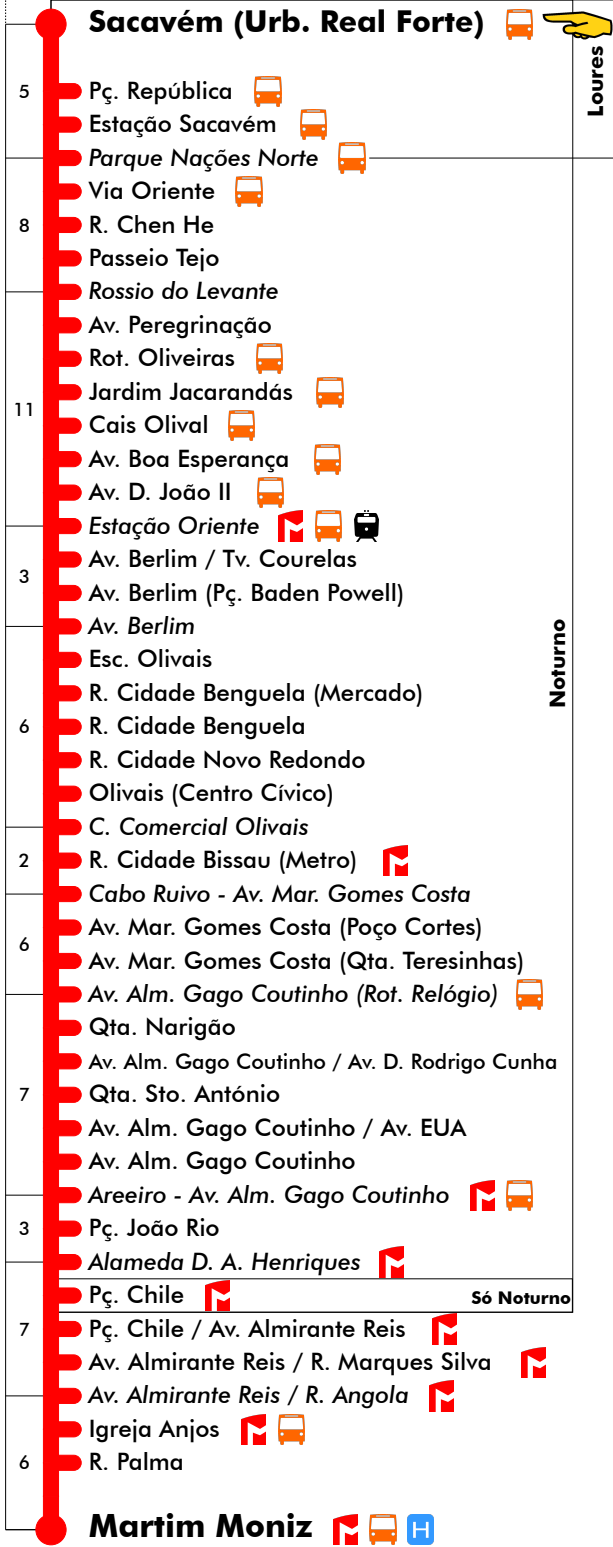 Sacavém (Urb. Real Forte)
Loures
5
Pç. República
Estação Sacavém
Parque Nações Norte
Via Oriente
8
R. Chen He
Passeio Tejo
Rossio do Levante
Av. Peregrinação
Rot. Oliveiras
Jardim Jacarandás
11
Cais Olival
Av. Boa Esperança
Av. D. João II
Estação Oriente
Av. Berlim / Tv. Courelas
3
Av. Berlim (Pç. Baden Powell)
Av. Berlim
Noturno
Esc. Olivais
R. Cidade Benguela (Mercado)
6
R. Cidade Benguela
R. Cidade Novo Redondo
Olivais (Centro Cívico)
C. Comercial Olivais
2
R. Cidade Bissau (Metro)
Cabo Ruivo - Av. Mar. Gomes Costa
Av. Mar. Gomes Costa (Poço Cortes)
6
Av. Mar. Gomes Costa (Qta. Teresinhas)
Av. Alm. Gago Coutinho (Rot. Relógio)
Qta. Narigão
Av. Alm. Gago Coutinho / Av. D. Rodrigo Cunha
7
Qta. Sto. António
Av. Alm. Gago Coutinho / Av. EUA
Av. Alm. Gago Coutinho
Areeiro - Av. Alm. Gago Coutinho
3
Pç. João Rio
Alameda D. A. Henriques
Pç. Chile
Só Noturno
7
Pç. Chile / Av. Almirante Reis
Av. Almirante Reis / R. Marques Silva
Av. Almirante Reis / R. Angola
Igreja Anjos
6
R. Palma
Martim Moniz
H